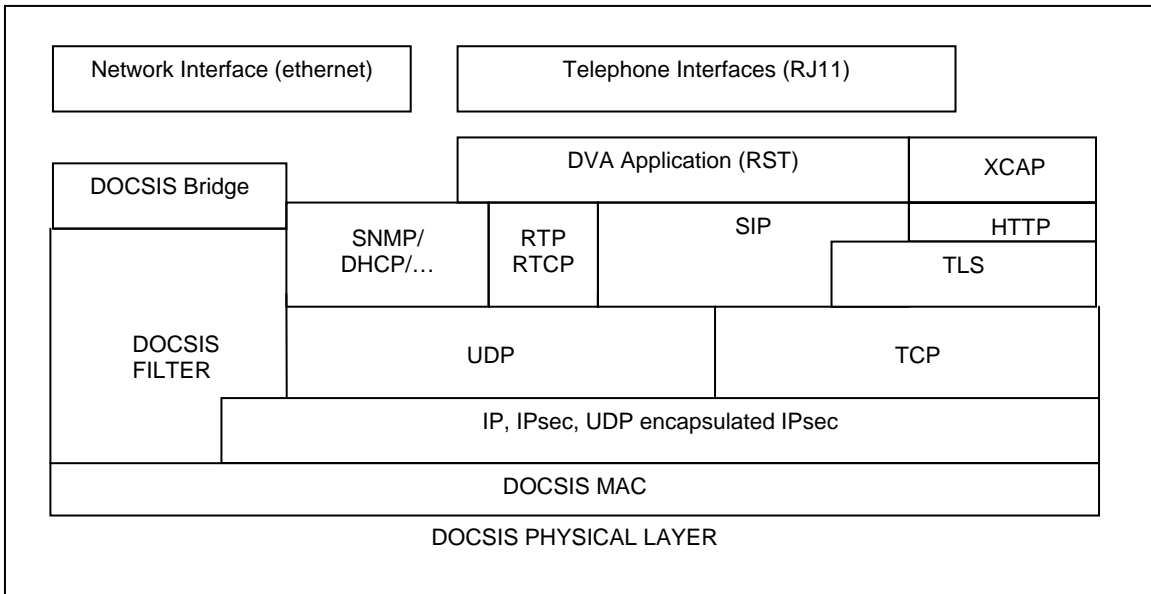 Network Interface (ethernet)
Telephone Interfaces (RJ11)
DVA Application (RST)
XCAP
DOCSIS Bridge
SNMP/
DHCP/…
RTP
RTCP
SIP
HTTP
TLS
DOCSIS
FILTER
UDP
TCP
IP, IPsec, UDP encapsulated IPsec
DOCSIS MAC
DOCSIS PHYSICAL LAYER